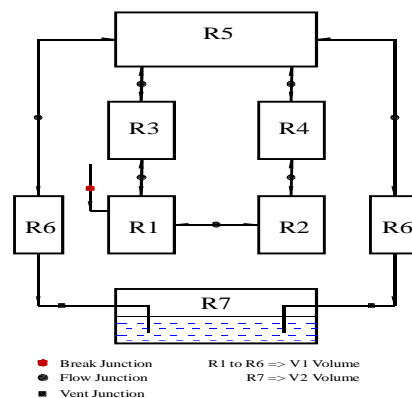 R5
R3 R4
R6 R1 R2 R6
R7
Break Junction R1 to R6 => V1 Volume
Flow Junction R7 => V2 Volume
Vent Junction